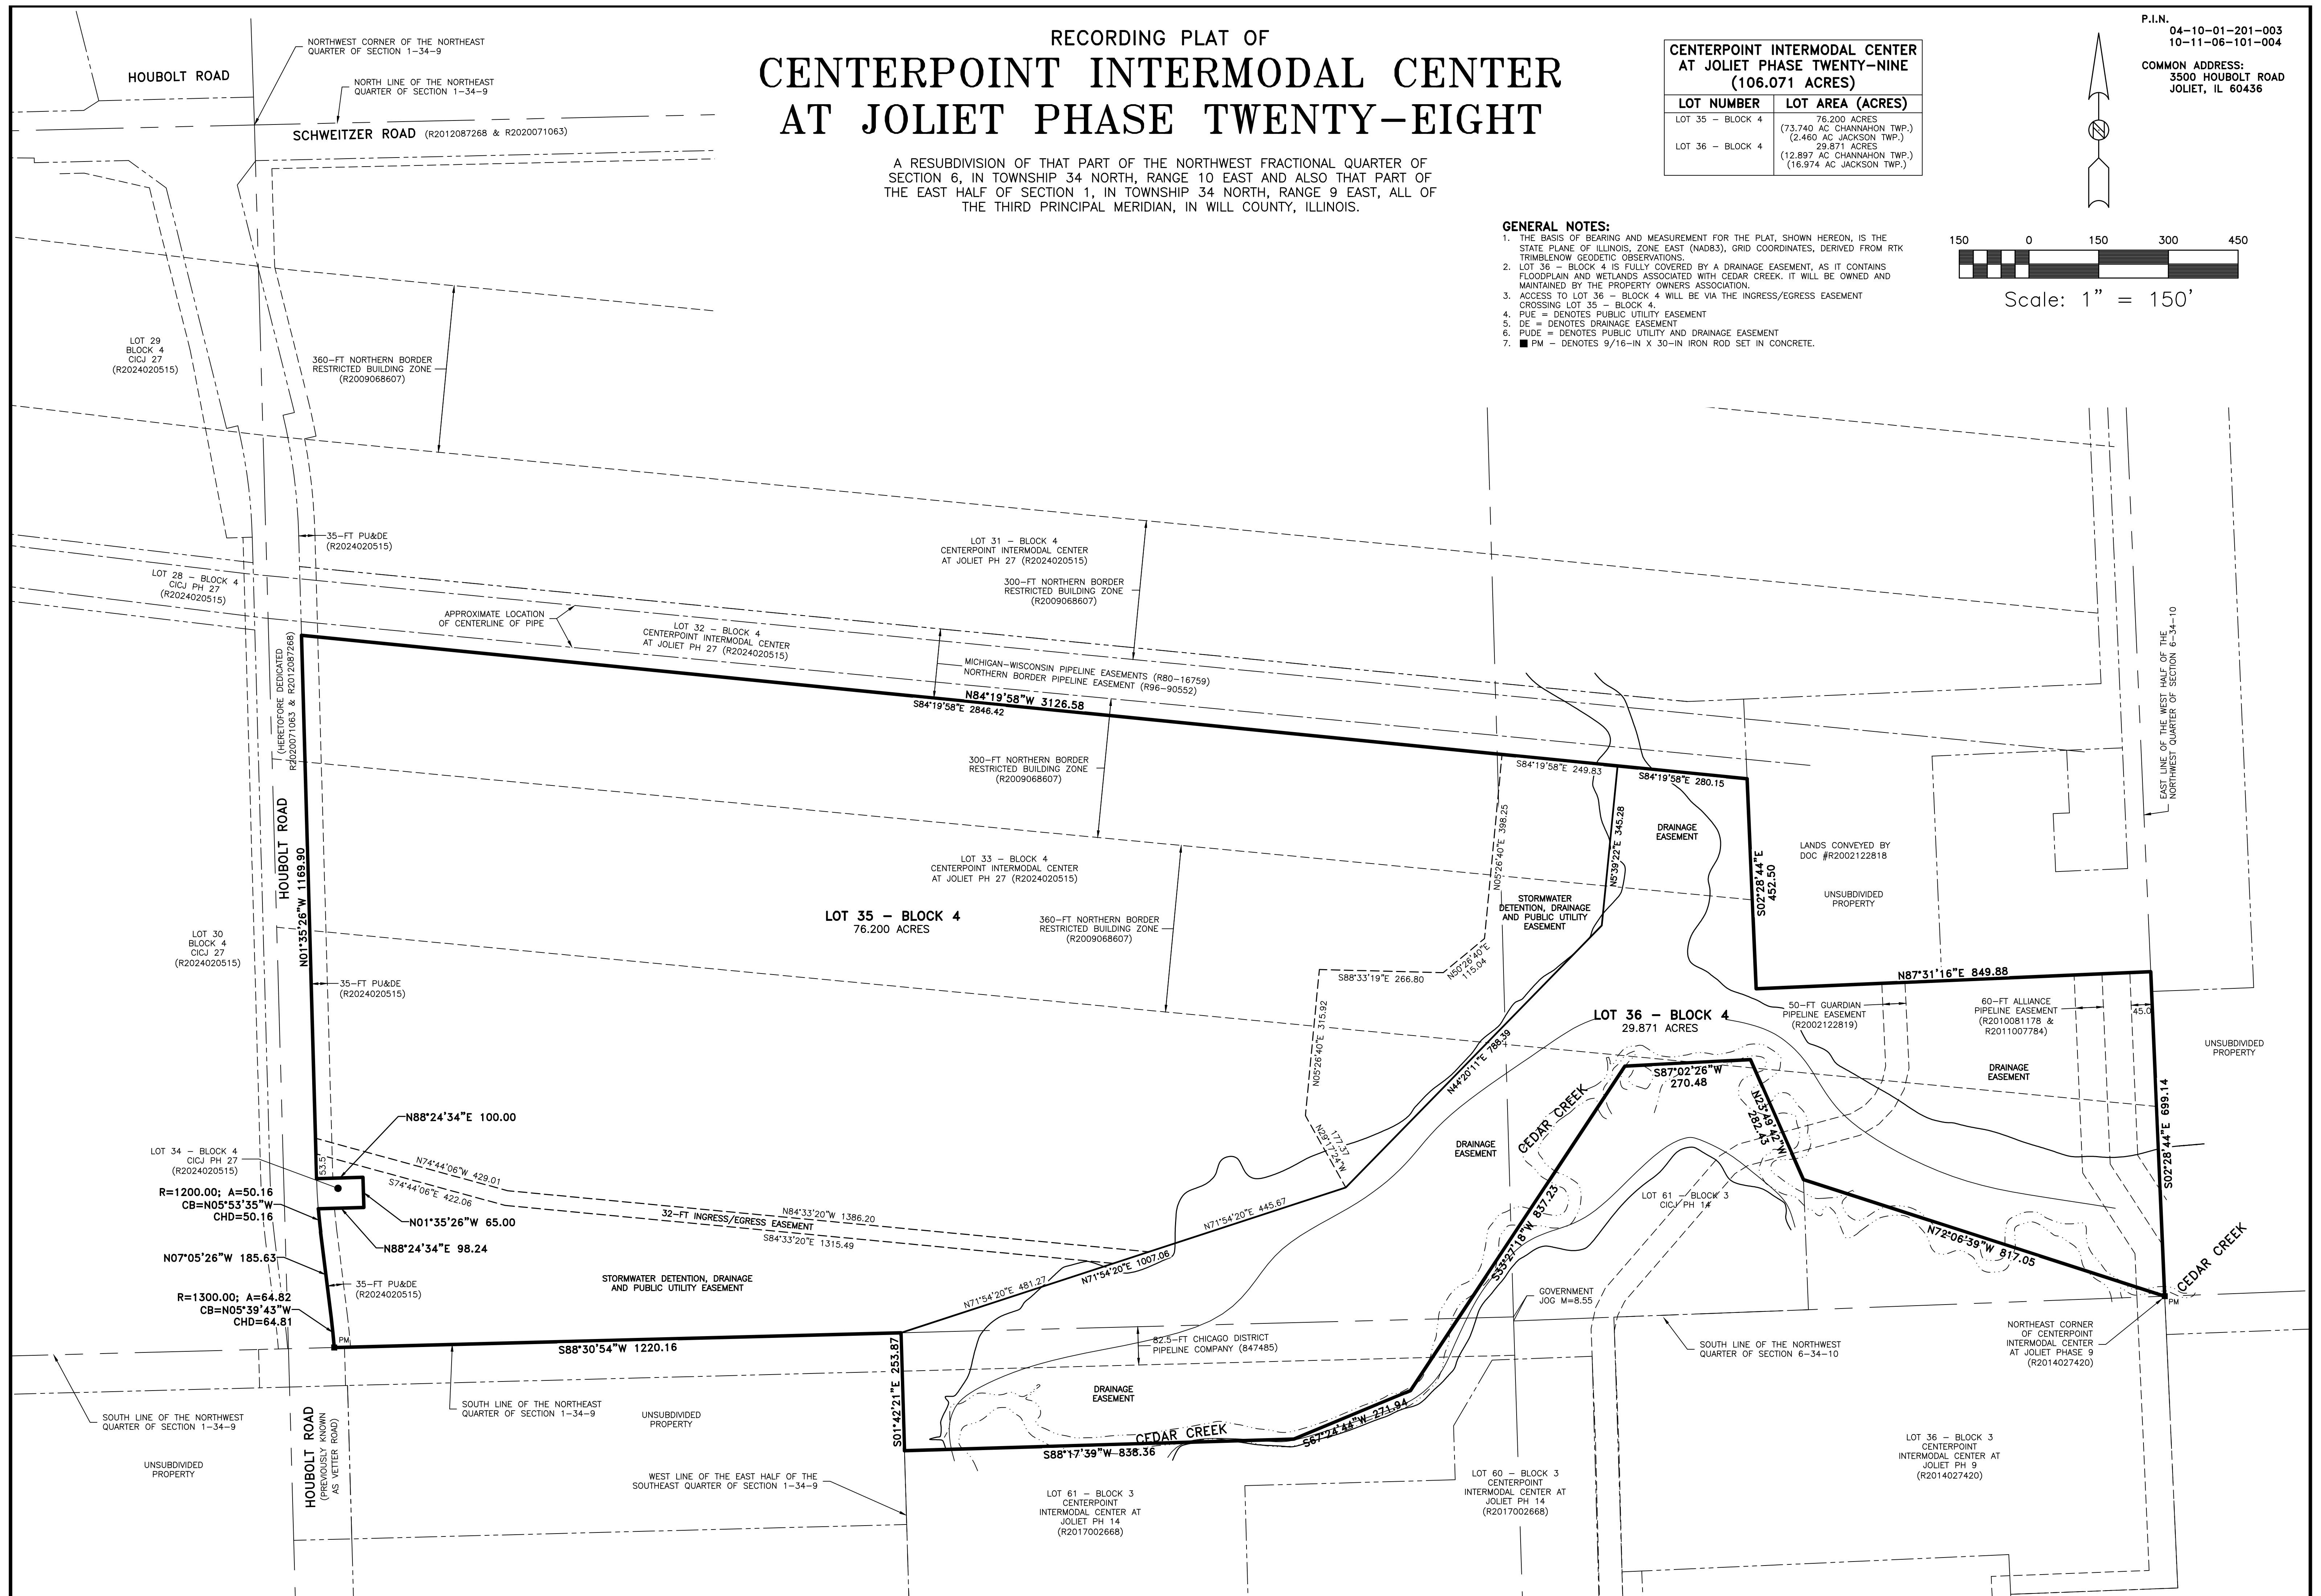 RECORDING PLAT OF
CENTERPOINT INTERMODAL CENTER
AT JOLIET PHASE TWENTY-EIGHT
A RESUBDIVISION OF THAT PART OF THE NORTHWEST FRACTIONAL QUARTER OF
SECTION 6, IN TOWNSHIP 34 NORTH, RANGE 10 EAST AND ALSO THAT PART OF
THE EAST HALF OF SECTION 1, IN TOWNSHIP 34 NORTH, RANGE 9 EAST, ALL OF
THE THIRD PRINCIPAL MERIDIAN, IN WILL COUNTY, ILLINOIS.
CENTERPOINT INTERMODAL CENTER
AT JOLIET PHASE TWENTY-NINE
(106.071 ACRES)
LOT NUMBER LOT AREA (ACRES)
LOT 35 - BLOCK 4 76.200 ACRES
(73.740 AC CHANNAHON TWP.)
(2.460 AC JACKSON TWP.)
LOT 36 - BLOCK 4 29.871 ACRES
(12.897 AC CHANNAHON TWP.)
(16.974 AC JACKSON TWP.)
P.I.N.
04-10-01-201-003
10-11-06-101-004
COMMON ADDRESS:
3500 HOUBOLT ROAD
JOLIET, IL 60436
N
150 0 150 300 450
Scale: 1" = 150'
GENERAL NOTES:
1. THE BASIS OF BEARING AND MEASUREMENT FOR THE PLAT, SHOWN HEREON, IS THE
STATE PLANE OF ILLINOIS, ZONE EAST (NAD83), GRID COORDINATES, DERIVED FROM RTK
TRIMBLENOW GEODETIC OBSERVATIONS.
2. LOT 36 - BLOCK 4 IS FULLY COVERED BY A DRAINAGE EASEMENT, AS IT CONTAINS
FLOODPLAIN AND WETLANDS ASSOCIATED WITH CEDAR CREEK. IT WILL BE OWNED AND
MAINTAINED BY THE PROPERTY OWNERS ASSOCIATION.
3. ACCESS TO LOT 36 - BLOCK 4 WILL BE VIA THE INGRESS/EGRESS EASEMENT
CROSSING LOT 35 - BLOCK 4.
4. PUE = DENOTES PUBLIC UTILITY EASEMENT
5. DE = DENOTES DRAINAGE EASEMENT
6. PUDE = DENOTES PUBLIC UTILITY AND DRAINAGE EASEMENT
7. ■ PM - DENOTES 9/16-IN X 30-IN IRON ROD SET IN CONCRETE.
NORTHWEST CORNER OF THE NORTHEAST
QUARTER OF SECTION 1-34-9
HOUBOLT ROAD
NORTH LINE OF THE NORTHEAST
QUARTER OF SECTION 1-34-9
SCHWEITZER ROAD (R2012087268 & R2020071063)
LOT 29
BLOCK 4
CICJ 27
(R2024020515)
360-FT NORTHERN BORDER
RESTRICTED BUILDING ZONE
(R2009068607)
35-FT PU&DE
(R2024020515)
LOT 28 - BLOCK 4
CICJ PH 27
(R2024020515)
APPROXIMATE LOCATION
OF CENTERLINE OF PIPE
LOT 31 - BLOCK 4
CENTERPOINT INTERMODAL CENTER
AT JOLIET PH 27 (R2024020515)
300-FT NORTHERN BORDER
RESTRICTED BUILDING ZONE
(R2009068607)
LOT 32 - BLOCK 4
CENTERPOINT INTERMODAL CENTER
AT JOLIET PH 27 (R2024020515)
MICHIGAN-WISCONSIN PIPELINE EASEMENTS (R80-16759)
NORTHERN BORDER PIPELINE EASEMENT (R96-90552)
N84°19'58"W 3126.58
S84°19'58"E 2846.42
S84°19'58"E 249.83
S84°19'58"E 280.15
EAST LINE OF THE WEST HALF OF THE
NORTHWEST QUARTER OF SECTION 6-34-10
(HERETOFORE DEDICATED
R2020071063 & R2012087268)
HOUBOLT ROAD
N01°35'26"W 1169.90
300-FT NORTHERN BORDER
RESTRICTED BUILDING ZONE
(R2009068607)
LOT 33 - BLOCK 4
CENTERPOINT INTERMODAL CENTER
AT JOLIET PH 27 (R2024020515)
LOT 35 - BLOCK 4
76.200 ACRES
360-FT NORTHERN BORDER
RESTRICTED BUILDING ZONE
(R2009068607)
N05°26'40"E 398.25
N5°39'22"E 345.28
DRAINAGE
EASEMENT
STORMWATER
DETENTION, DRAINAGE
AND PUBLIC UTILITY
EASEMENT
S02°28'44"E
452.50
LANDS CONVEYED BY
DOC #R2002122818
UNSUBDIVIDED
PROPERTY
LOT 30
BLOCK 4
CICJ 27
(R2024020515)
35-FT PU&DE
(R2024020515)
S88°33'19"E 266.80
N50°26'40"E
115.04
N05°26'40"E 315.92
N87°31'16"E 849.88
50-FT GUARDIAN
PIPELINE EASEMENT
(R2002122819)
60-FT ALLIANCE
PIPELINE EASEMENT
(R2010081178 &
R2011007784)
45.0
LOT 36 - BLOCK 4
29.871 ACRES
UNSUBDIVIDED
PROPERTY
N44°20'11"E 788.39
S87°02'26"W
270.48
DRAINAGE
EASEMENT
N23°49'42"W
282.43
S02°28'44"E 699.14
CEDAR CREEK
N88°24'34"E 100.00
N29°17'24"W
177.37
DRAINAGE
EASEMENT
LOT 34 - BLOCK 4
CICJ PH 27
(R2024020515)
53.5
N74°44'06"W 429.01
S74°44'06"E 422.06
R=1200.00; A=50.16
CB=N05°53'35"W
CHD=50.16
N01°35'26"W 65.00
N88°24'34"E 98.24
N84°33'20"W 1386.20
32-FT INGRESS/EGRESS EASEMENT
S84°33'20"E 1315.49
N71°54'20"E 445.67
LOT 61 - BLOCK 3
CICJ PH 14
S33°27'18"W 837.23
N72°06'39"W 817.05
CEDAR CREEK
N07°05'26"W 185.63
35-FT PU&DE
(R2024020515)
STORMWATER DETENTION, DRAINAGE
AND PUBLIC UTILITY EASEMENT
N71°54'20"E 1007.06
N71°54'20"E 481.27
R=1300.00; A=64.82
CB=N05°39'43"W
CHD=64.81
PM
GOVERNMENT
JOG M=8.55
PM
S88°30'54"W 1220.16
82.5-FT CHICAGO DISTRICT
PIPELINE COMPANY (847485)
SOUTH LINE OF THE NORTHWEST
QUARTER OF SECTION 6-34-10
NORTHEAST CORNER
OF CENTERPOINT
INTERMODAL CENTER
AT JOLIET PHASE 9
(R2014027420)
SOUTH LINE OF THE NORTHWEST
QUARTER OF SECTION 1-34-9
HOUBOLT ROAD
(PREVIOUSLY KNOWN
AS VETTER ROAD)
SOUTH LINE OF THE NORTHEAST
QUARTER OF SECTION 1-34-9
UNSUBDIVIDED
PROPERTY
S01°42'21"E 253.87
DRAINAGE
EASEMENT
CEDAR CREEK
S88°17'39"W 838.36
S67°24'44"W 271.94
UNSUBDIVIDED
PROPERTY
WEST LINE OF THE EAST HALF OF THE
SOUTHEAST QUARTER OF SECTION 1-34-9
LOT 61 - BLOCK 3
CENTERPOINT
INTERMODAL CENTER AT
JOLIET PH 14
(R2017002668)
LOT 60 - BLOCK 3
CENTERPOINT
INTERMODAL CENTER AT
JOLIET PH 14
(R2017002668)
LOT 36 - BLOCK 3
CENTERPOINT
INTERMODAL CENTER AT
JOLIET PH 9
(R2014027420)